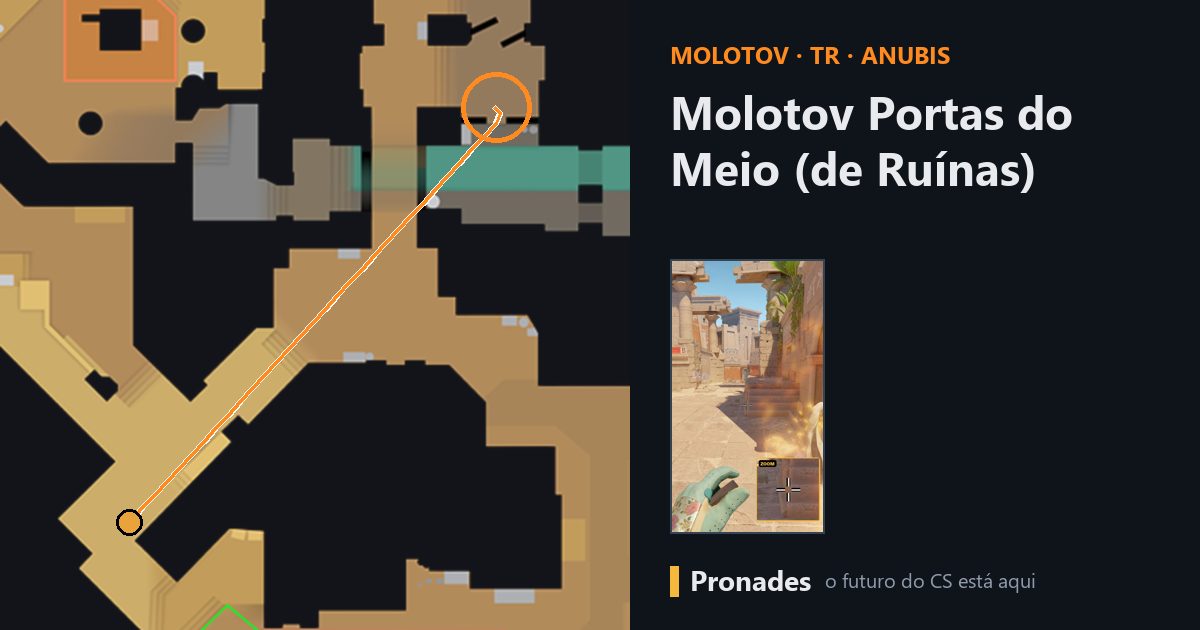 MOLOTOV · TR · ANUBIS
Molotov Portas do
Meio (de Ruínas)
ZOOM
Pronades o futuro do CS está aqui